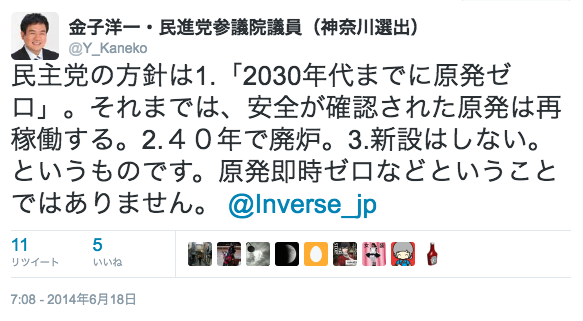 金子洋一・民進党参議院議員（神奈川選出）
@Y_Kaneko
民主党の方針は1.「2030年代までに原発ゼ
ロ」。それまでは、安全が確認された原発は再
稼働する。2.４０年で廃炉。3.新設はしない。
というものです。原発即時ゼロなどということ
ではありません。 @Inverse_jp
11 5
リツイート いいね
7:08 - 2014年6月18日